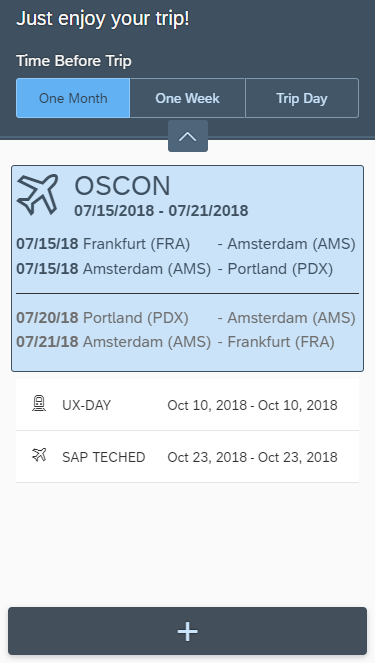 Just enjoy your trip!
Time Before Trip
One Month One Week Trip Day
OSCON
07/15/2018 - 07/21/2018
07/15/18 Frankfurt (FRA) - Amsterdam (AMS)
07/15/18 Amsterdam (AMS) - Portland (PDX)
07/20/18 Portland (PDX) - Amsterdam (AMS)
07/21/18 Amsterdam (AMS) - Frankfurt (FRA)
UX-DAY Oct 10, 2018 - Oct 10, 2018
SAP TECHED Oct 23, 2018 - Oct 23, 2018